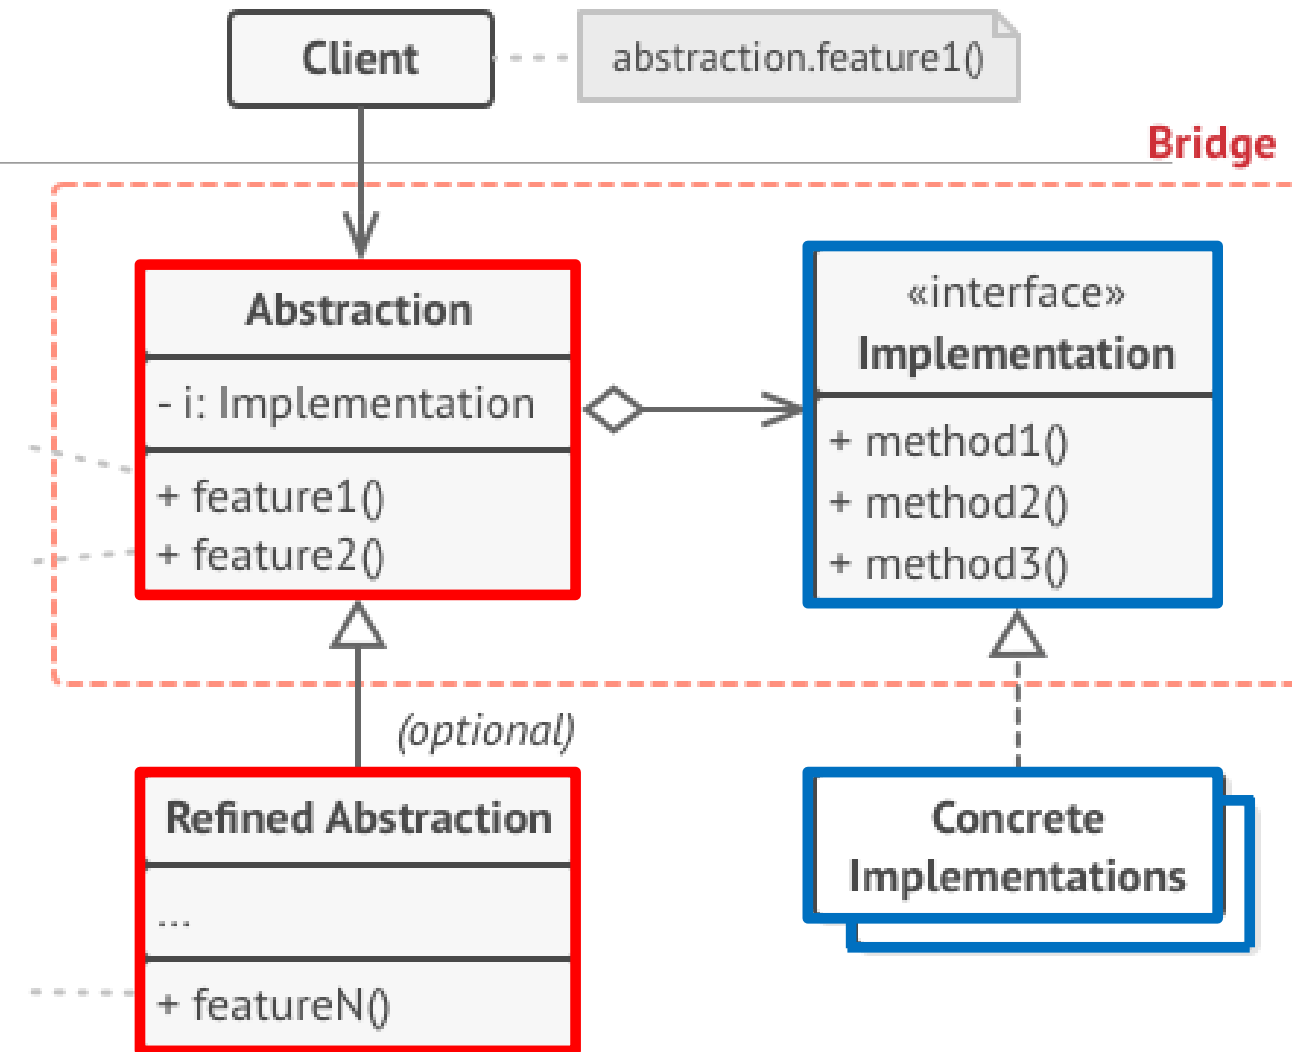 Client
abstraction.feature1()
Bridge
Abstraction
- i: Implementation
+ feature1()
+ feature2()
«interface»
Implementation
+ method1()
+ method2()
+ method3()
(optional)
Refined Abstraction
...
+ featureN()
Concrete
Implementations